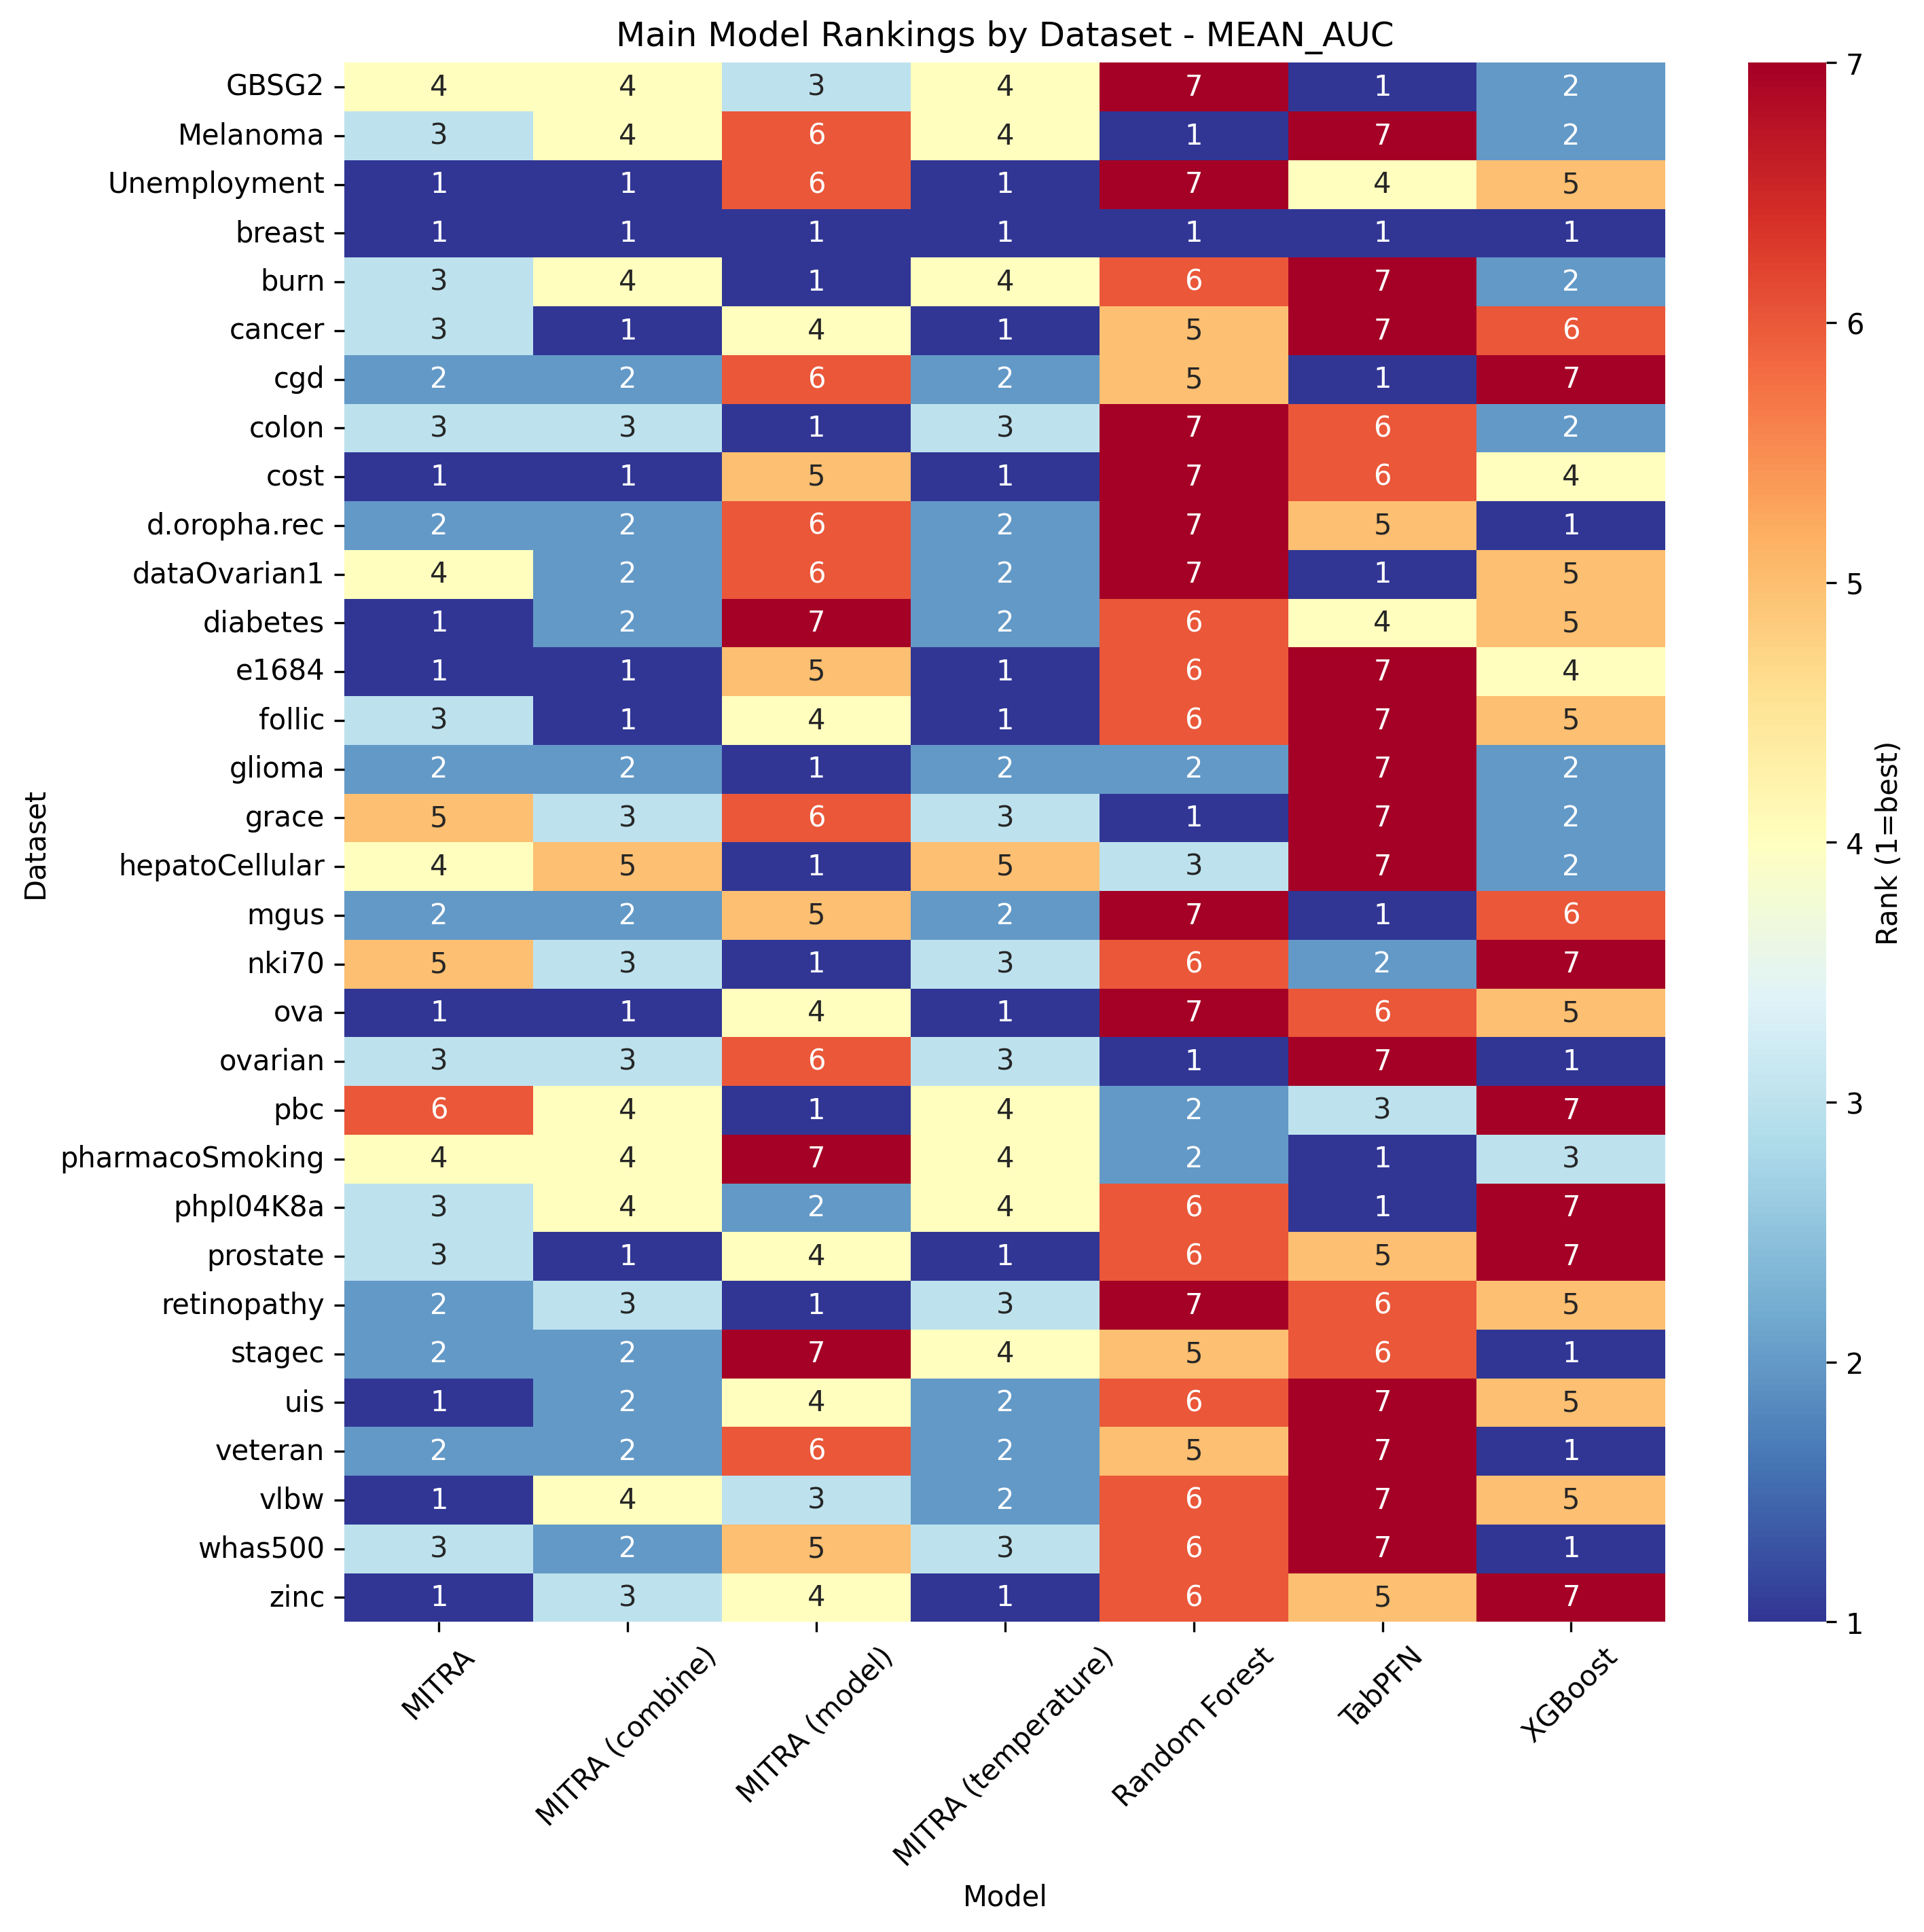 Main Model Rankings by Dataset - MEAN_AUC
GBSG2 4 4 3 4 7 1 2
Melanoma 3 4 6 4 1 7 2
Unemployment 1 1 6 1 7 4 5
breast 1 1 1 1 1 1 1
burn 3 4 1 4 6 7 2
cancer 3 1 4 1 5 7 6
cgd 2 2 6 2 5 1 7
colon 3 3 1 3 7 6 2
cost 1 1 5 1 7 6 4
d.oropha.rec 2 2 6 2 7 5 1
dataOvarian1 4 2 6 2 7 1 5
diabetes 1 2 7 2 6 4 5
e1684 1 1 5 1 6 7 4
follic 3 1 4 1 6 7 5
glioma 2 2 1 2 2 7 2
grace 5 3 6 3 1 7 2
hepatoCellular 4 5 1 5 3 7 2
mgus 2 2 5 2 7 1 6
nki70 5 3 1 3 6 2 7
ova 1 1 4 1 7 6 5
ovarian 3 3 6 3 1 7 1
pbc 6 4 1 4 2 3 7
pharmacoSmoking 4 4 7 4 2 1 3
phpl04K8a 3 4 2 4 6 1 7
prostate 3 1 4 1 6 5 7
retinopathy 2 3 1 3 7 6 5
stagec 2 2 7 4 5 6 1
uis 1 2 4 2 6 7 5
veteran 2 2 6 2 5 7 1
vlbw 1 4 3 2 6 7 5
whas500 3 2 5 3 6 7 1
zinc 1 3 4 1 6 5 7
Dataset
MITRA
MITRA (combine)
MITRA (model)
MITRA (temperature)
Random Forest
TabPFN
XGBoost
Model
7
6
5
4
3
2
1
Rank (1=best)